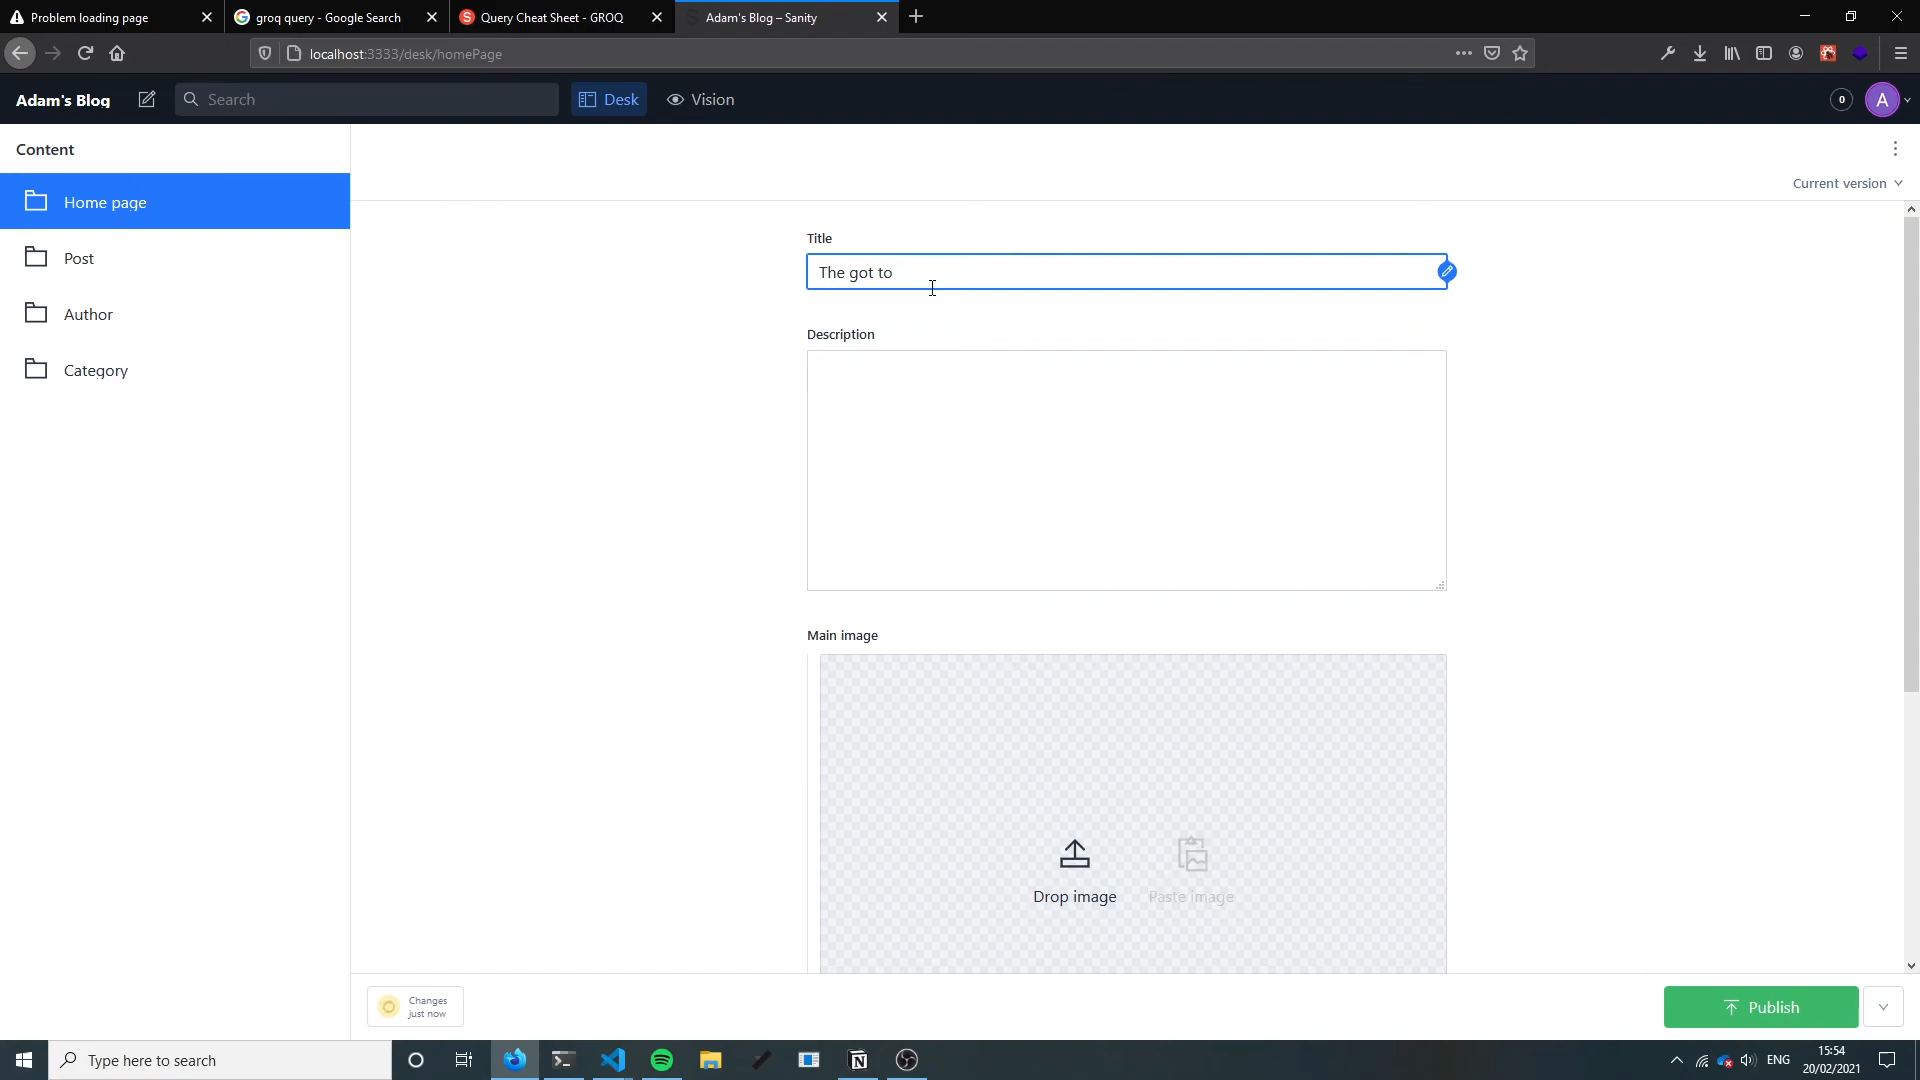 Problem loading page
groq query - Google Search
Query Cheat Sheet - GROQ
Adam's Blog – Sanity
localhost:3333/desk/homePage
Adam's Blog
Search
Desk
Vision
0
A
Content
Home page
Post
Author
Category
Current version
Title
The got to
Description
Main image
Drop image
Paste image
Changes
just now
Publish
Type here to search
ENG
15:54
20/02/2021